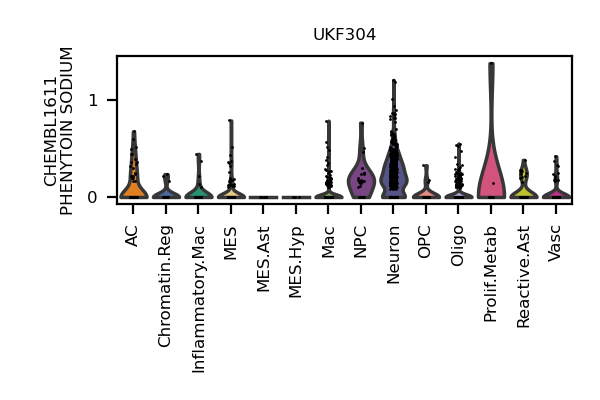 UKF304
CHEMBL1611
PHENYTOIN SODIUM
1
0
AC
Chromatin.Reg
Inflammatory.Mac
MES
MES.Ast
MES.Hyp
Mac
NPC
Neuron
OPC
Oligo
Prolif.Metab
Reactive.Ast
Vasc